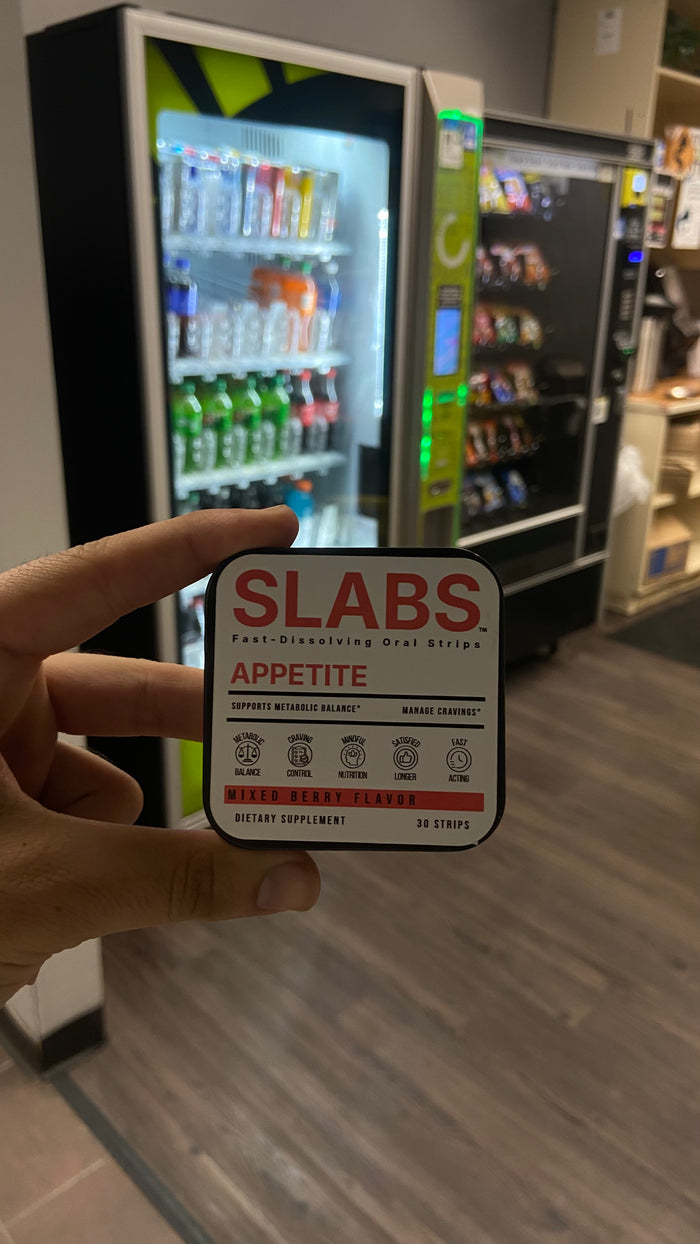 SLABS™
Fast-Dissolving Oral Strips
APPETITE
SUPPORTS METABOLIC BALANCE* MANAGE CRAVINGS*
METABOLIC BALANCE
CRAVING CONTROL
MINDFUL NUTRITION
SATISFIED LONGER
FAST ACTING
MIXED BERRY FLAVOR
DIETARY SUPPLEMENT 30 STRIPS